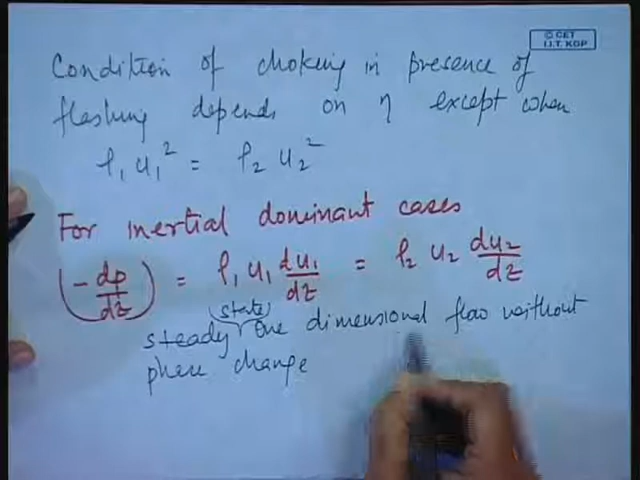 © CET
I.I.T. KGP
Condition of choking in presence of
flashing depends on η except when
ρ₁ u₁² = ρ₂ u₂²
For inertial dominant cases
(- dp/dz) = ρ₁ u₁ du₁/dz = ρ₂ u₂ du₂/dz
steady state one dimensional flow without
phase change